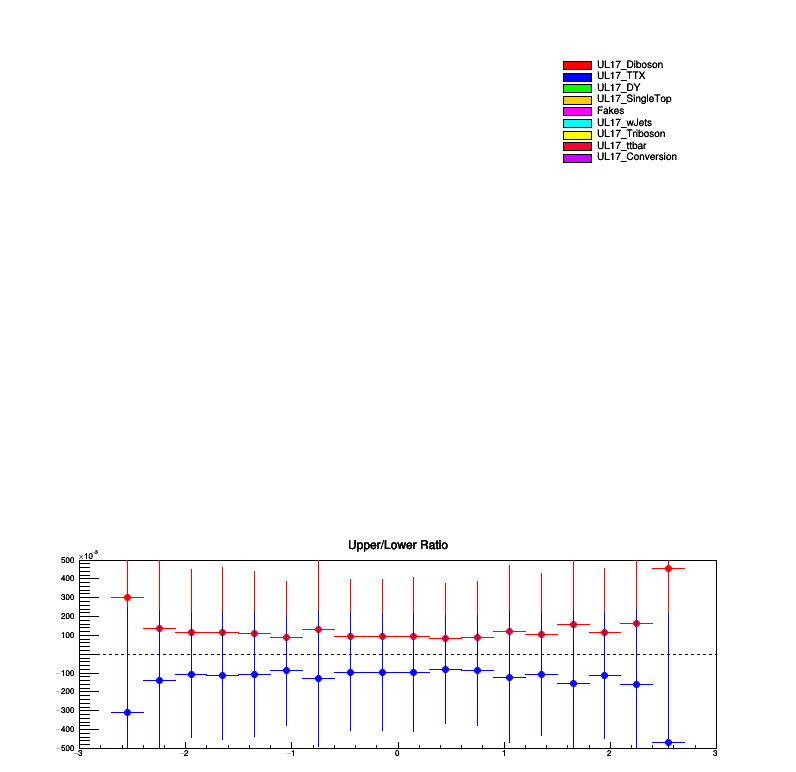 UL17_Diboson
UL17_TTX
UL17_DY
UL17_SingleTop
Fakes
UL17_wJets
UL17_Triboson
UL17_ttbar
UL17_Conversion
Upper/Lower Ratio
×10⁻³
500
400
300
200
100
−100
−200
−300
−400
−500
−3 −2 −1 0 1 2 3